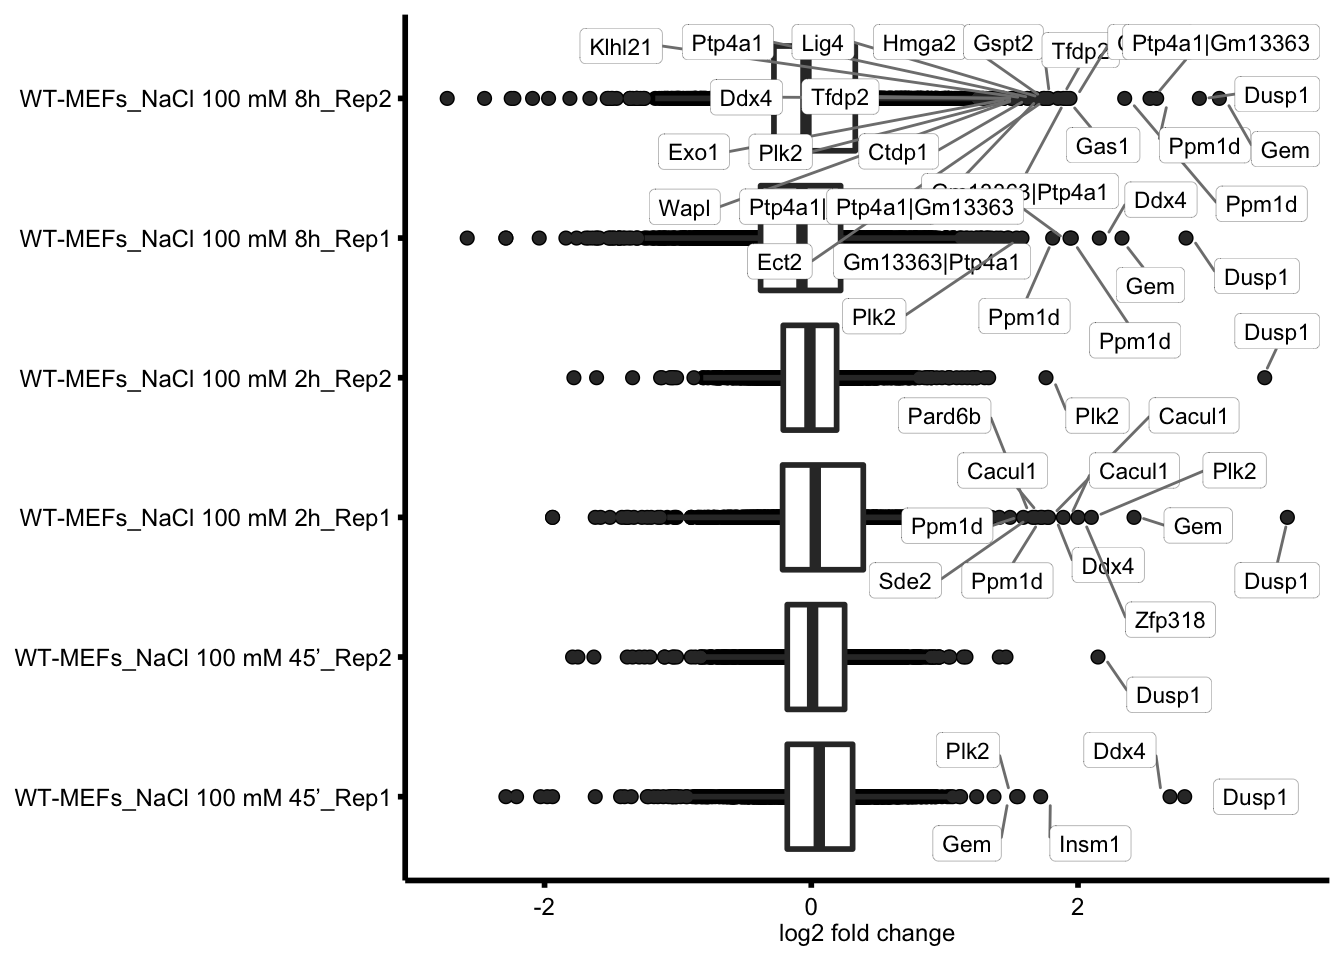 Klhl21 Ptp4a1 Lig4 Hmga2 Gspt2 Tfdp2 Ptp4a1|Gm13363
WT-MEFs_NaCl 100 mM 8h_Rep2 Ddx4 Tfdp2 Dusp1
Exo1 Plk2 Ctdp1 Gas1 Ppm1d Gem
Wapl Ptp4a1| Ptp4a1|Gm13363 Gm13363|Ptp4a1 Ddx4 Ppm1d
WT-MEFs_NaCl 100 mM 8h_Rep1
Ect2 Gm13363|Ptp4a1 Gem Dusp1
Plk2 Ppm1d Ppm1d Dusp1
WT-MEFs_NaCl 100 mM 2h_Rep2
Pard6b Plk2 Cacul1
Cacul1 Cacul1 Plk2
WT-MEFs_NaCl 100 mM 2h_Rep1 Ppm1d Gem
Sde2 Ppm1d Ddx4 Dusp1
Zfp318
WT-MEFs_NaCl 100 mM 45’_Rep2
Dusp1
Plk2 Ddx4
WT-MEFs_NaCl 100 mM 45’_Rep1 Dusp1
Gem Insm1
-2 0 2
log2 fold change